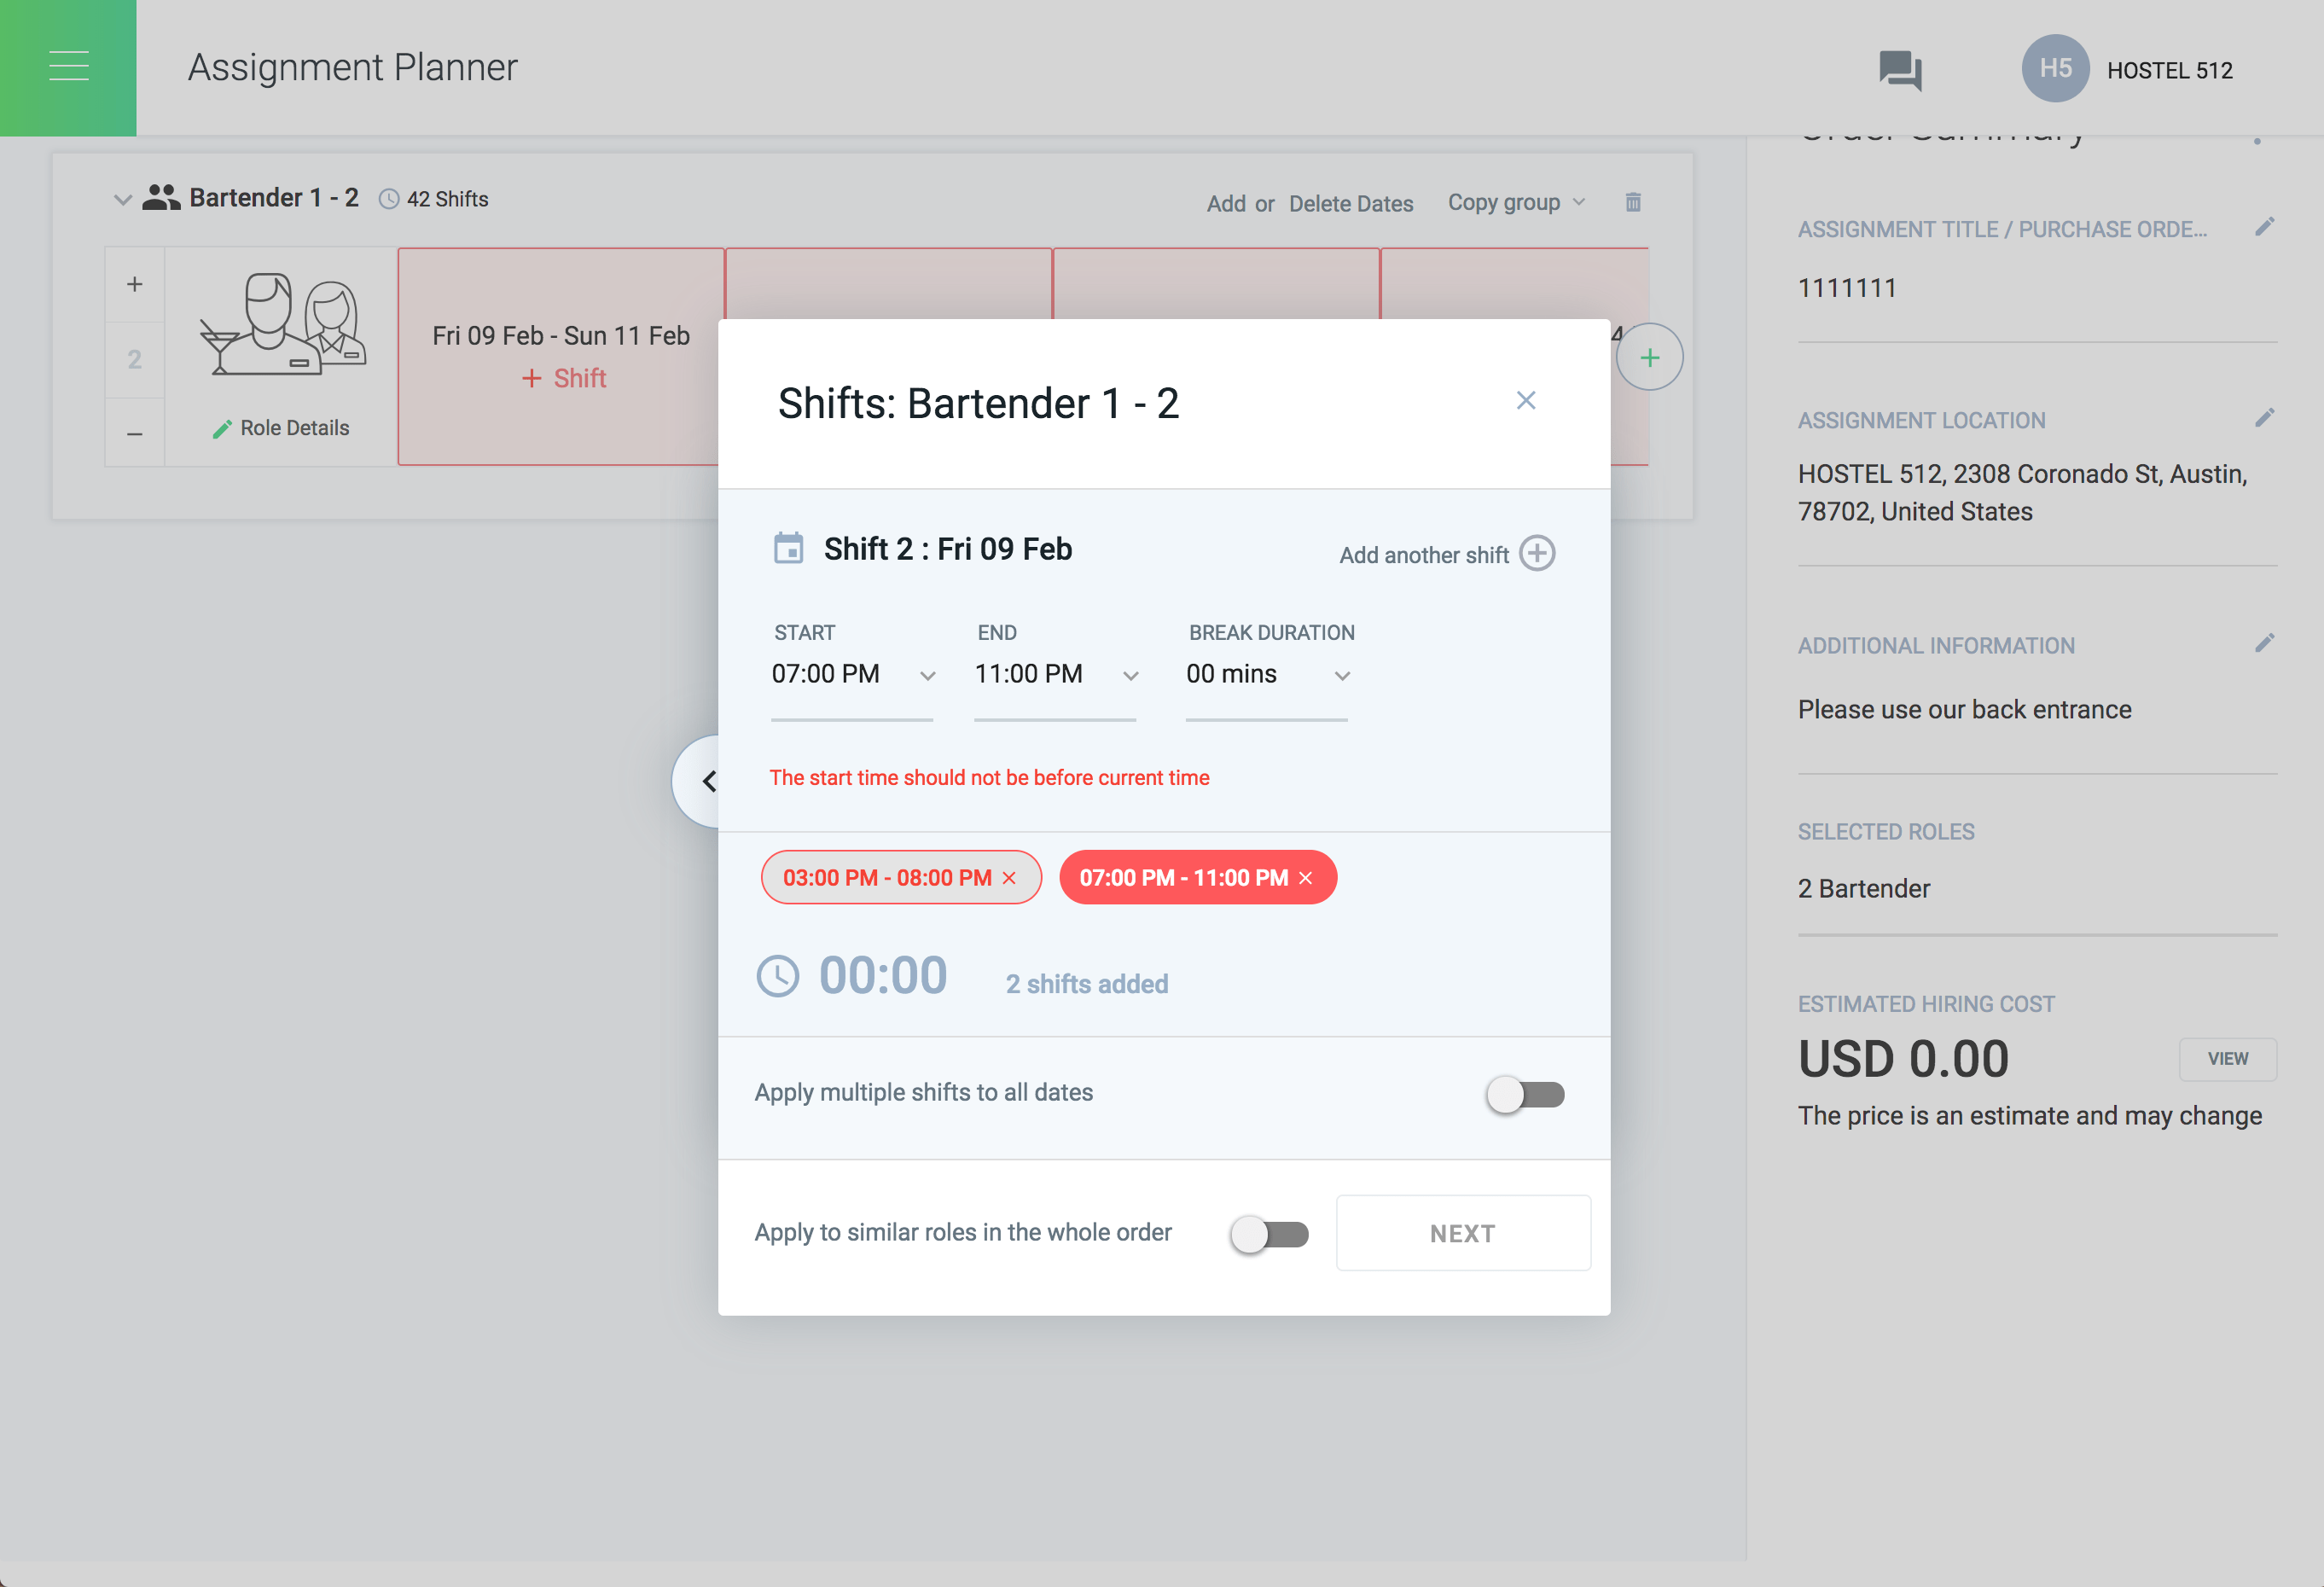 Assignment Planner
H5
HOSTEL 512
Order Summary
Bartender 1 - 2
42 Shifts
Add or Delete Dates
Copy group
+
2
−
Role Details
Fri 09 Feb - Sun 11 Feb
+ Shift
4
+
Shifts: Bartender 1 - 2
Shift 2 : Fri 09 Feb
Add another shift
START
END
BREAK DURATION
07:00 PM
11:00 PM
00 mins
The start time should not be before current time
03:00 PM - 08:00 PM ×
07:00 PM - 11:00 PM ×
00:00
2 shifts added
Apply multiple shifts to all dates
Apply to similar roles in the whole order
NEXT
ASSIGNMENT TITLE / PURCHASE ORDE...
1111111
ASSIGNMENT LOCATION
HOSTEL 512, 2308 Coronado St, Austin,
78702, United States
ADDITIONAL INFORMATION
Please use our back entrance
SELECTED ROLES
2 Bartender
ESTIMATED HIRING COST
USD 0.00
VIEW
The price is an estimate and may change